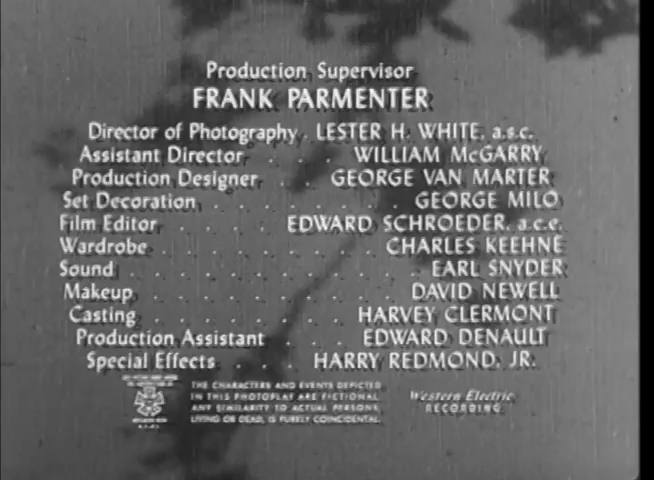 Production Supervisor
FRANK PARMENTER
Director of Photography . LESTER H. WHITE, a.s.c.
Assistant Director . . . . WILLIAM McGARRY
Production Designer . . . GEORGE VAN MARTER
Set Decoration . . . . . . . . . GEORGE MILO
Film Editor . . . . . EDWARD SCHROEDER, a.c.e.
Wardrobe . . . . . . . . . . CHARLES KEEHNE
Sound . . . . . . . . . . . . . EARL SNYDER
Makeup . . . . . . . . . . . DAVID NEWELL
Casting . . . . . . . . . HARVEY CLERMONT
Production Assistant . . . EDWARD DENAULT
Special Effects . . . . HARRY REDMOND, JR.
THE CHARACTERS AND EVENTS DEPICTED
IN THIS PHOTOPLAY ARE FICTIONAL.
ANY SIMILARITY TO ACTUAL PERSONS,
LIVING OR DEAD, IS PURELY COINCIDENTAL.
Western Electric
RECORDING